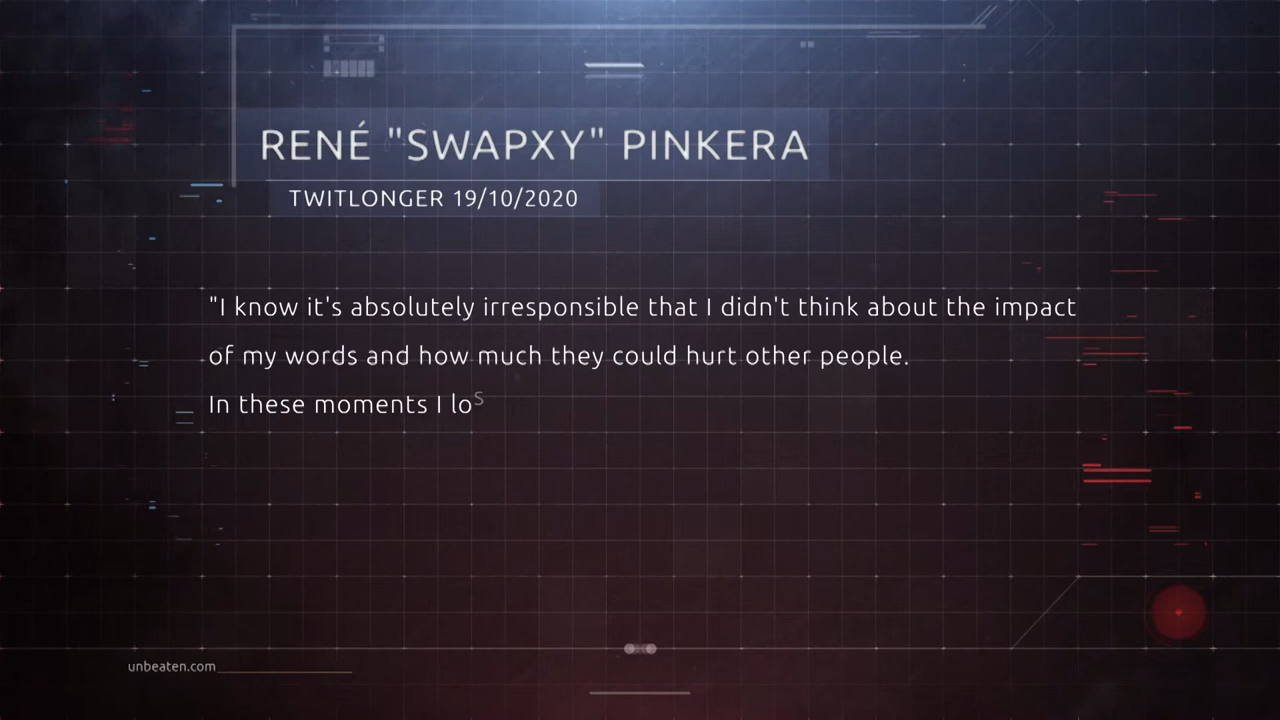 RENÉ "SWAPXY" PINKERA
TWITLONGER 19/10/2020
"I know it's absolutely irresponsible that I didn't think about the impact
of my words and how much they could hurt other people.
In these moments I los
unbeaten.com